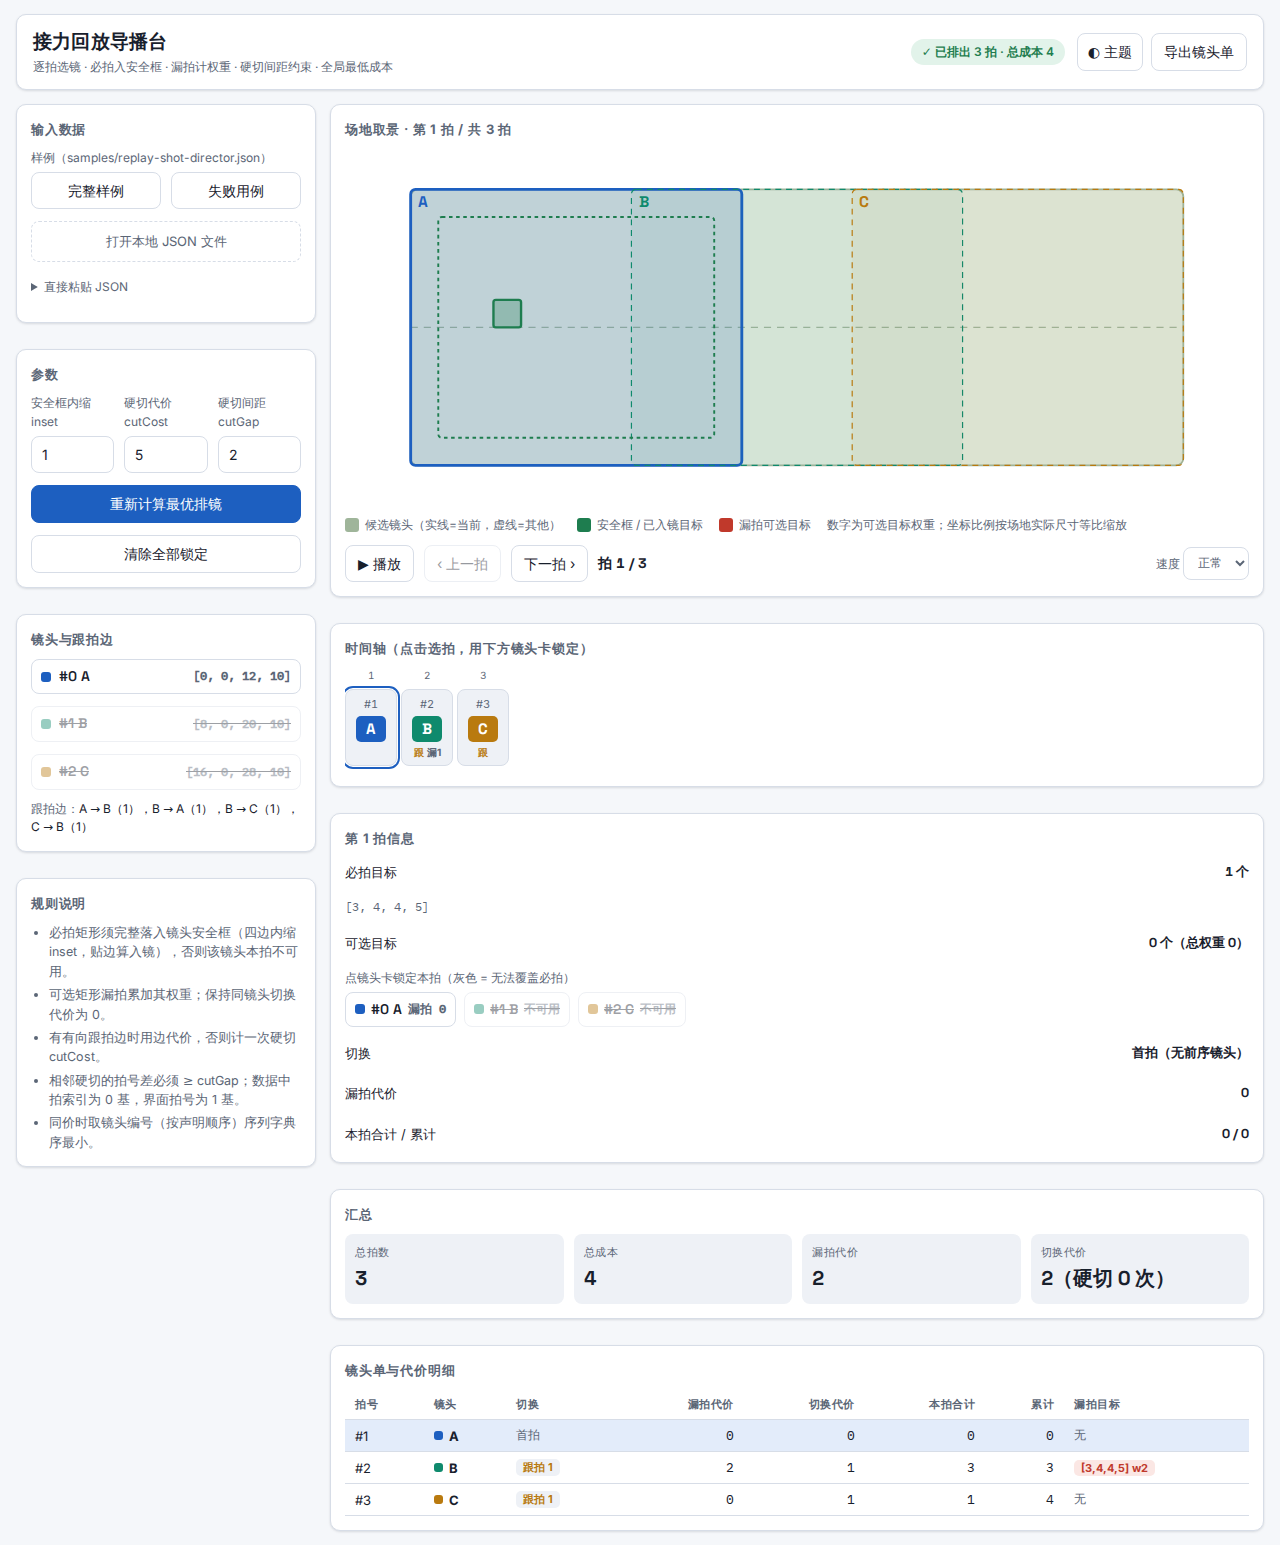 接力回放导播台
逐拍选镜 · 必拍入安全框 · 漏拍计权重 · 硬切间距约束 · 全局最低成本
✓ 已排出 3 拍 · 总成本 4
◐ 主题
导出镜头单
输入数据
样例（samples/replay-shot-director.json）
完整样例
失败用例
打开本地 JSON 文件
▶ 直接粘贴 JSON
参数
安全框内缩 inset
硬切代价 cutCost
硬切间距 cutGap
1
5
2
重新计算最优排镜
清除全部锁定
镜头与跟拍边
#0 A [0, 0, 12, 10]
#1 B [8, 0, 20, 10]
#2 C [16, 0, 28, 10]
跟拍边：A → B（1），B → A（1），B → C（1），
C → B（1）
规则说明
• 必拍矩形须完整落入镜头安全框（四边内缩
inset，贴边算入镜），否则该镜头本拍不可
用。
• 可选矩形漏拍累加其权重；保持同镜头切换
代价为 0。
• 有有向跟拍边时用边代价，否则计一次硬切
cutCost。
• 相邻硬切的拍号差必须 ≥ cutGap；数据中
拍索引为 0 基，界面拍号为 1 基。
• 同价时取镜头编号（按声明顺序）序列字典
序最小。
场地取景 · 第 1 拍 / 共 3 拍
A
B
C
候选镜头（实线=当前，虚线=其他）
安全框 / 已入镜目标
漏拍可选目标
数字为可选目标权重；坐标比例按场地实际尺寸等比缩放
▶ 播放
‹ 上一拍
下一拍 ›
拍 1 / 3
速度 正常
时间轴（点击选拍，用下方镜头卡锁定）
1 2 3
#1 #2 #3
A B C
跟 漏1 跟
第 1 拍信息
必拍目标 1 个
[3, 4, 4, 5]
可选目标 0 个（总权重 0）
点镜头卡锁定本拍（灰色 = 无法覆盖必拍）
#0 A 漏拍 0
#1 B 不可用
#2 C 不可用
切换 首拍（无前序镜头）
漏拍代价 0
本拍合计 / 累计 0 / 0
汇总
总拍数 总成本 漏拍代价 切换代价
3 4 2 2（硬切 0 次）
镜头单与代价明细
拍号 镜头 切换 漏拍代价 切换代价 本拍合计 累计 漏拍目标
#1 A 首拍 0 0 0 0 无
#2 B 跟拍 1 2 1 3 3 [3,4,4,5] w2
#3 C 跟拍 1 0 1 1 4 无